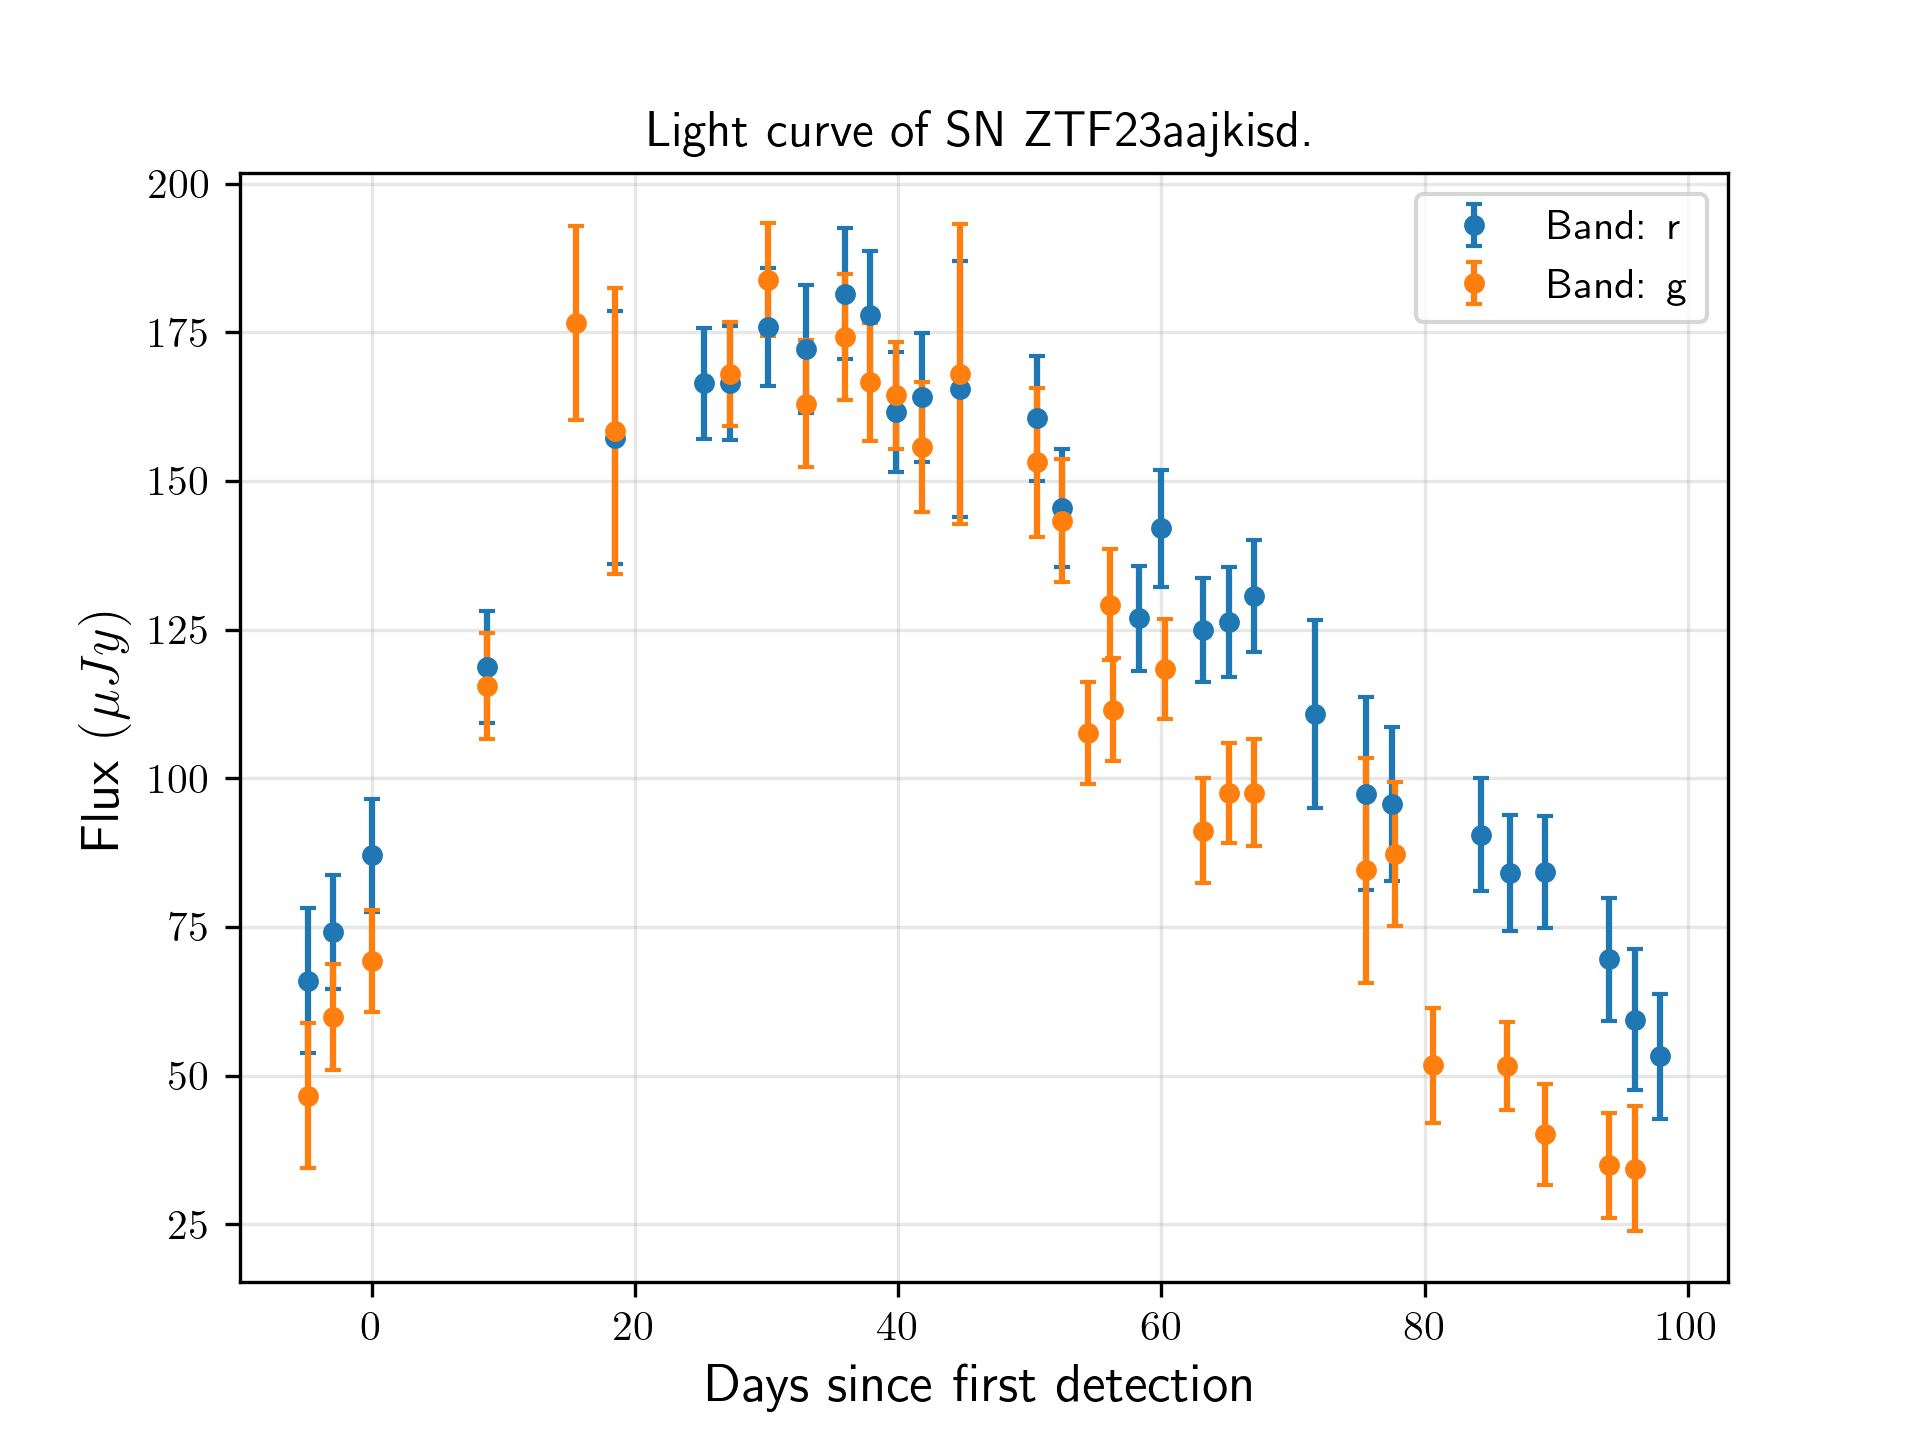 Light curve of SN ZTF23aajkisd.
200
175
150
125
100
75
50
25
Flux (μJy)
Band: r
Band: g
0 20 40 60 80 100
Days since first detection